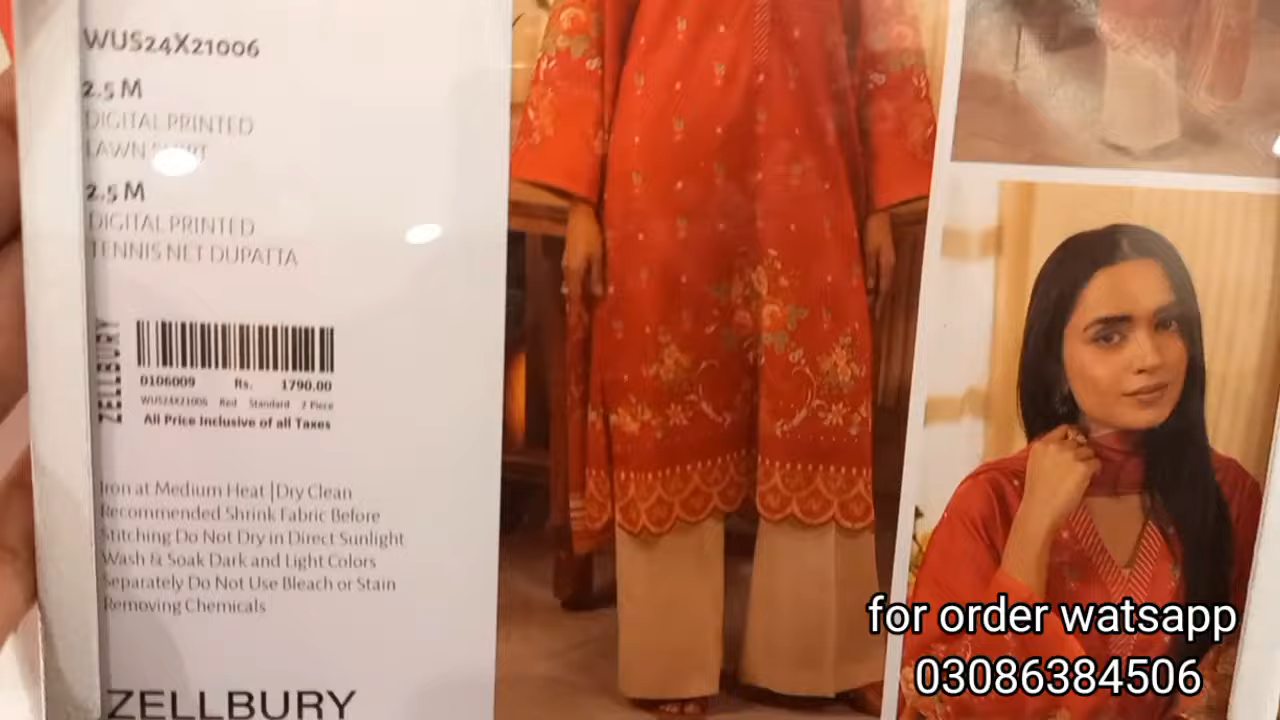 WUS24X21006
2.5 M
DIGITAL PRINTED
LAWN SHIRT
2.5 M
DIGITAL PRINTED
TENNIS NET DUPATTA
ZELLBURY
0106009 Rs. 1790.00
WUS24X21006 Red Standard 2 Piece
All Price Inclusive of all Taxes
Iron at Medium Heat |Dry Clean
Recommended Shrink Fabric Before
Stitching Do Not Dry in Direct Sunlight
Wash & Soak Dark and Light Colors
Separately Do Not Use Bleach or Stain
Removing Chemicals
ZELLBURY
for order watsapp
03086384506